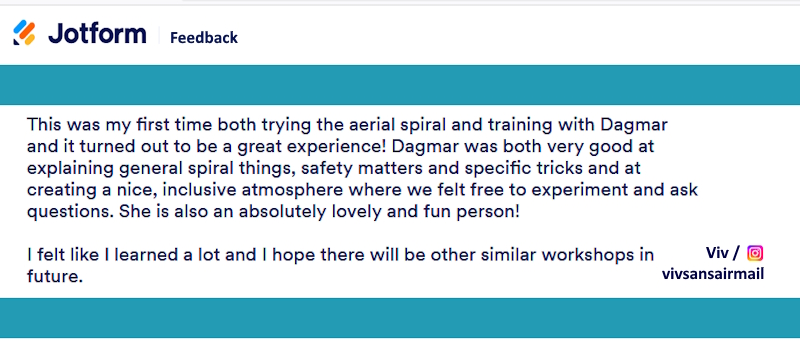 Jotform Feedback
This was my first time both trying the aerial spiral and training with Dagmar
and it turned out to be a great experience! Dagmar was both very good at
explaining general spiral things, safety matters and specific tricks and at
creating a nice, inclusive atmosphere where we felt free to experiment and ask
questions. She is also an absolutely lovely and fun person!
I felt like I learned a lot and I hope there will be other similar workshops in
future.
Viv /
vivsansairmail